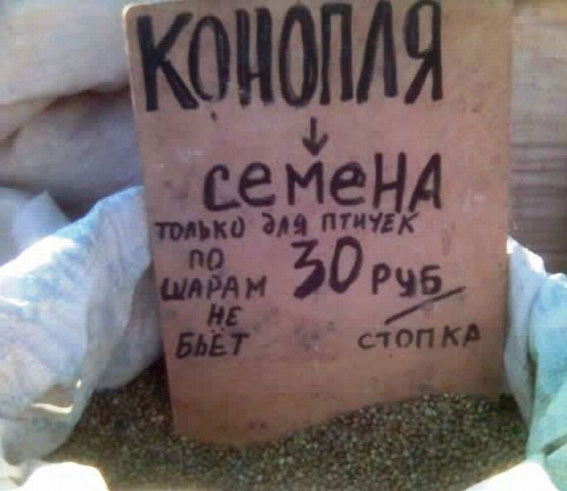 КОНОПЛЯ
↓
семена
ТОЛЬКО ДЛЯ ПТИЧЕК
ПО
ШАРАМ
НЕ
БЬЁТ
30 РУБ
СТОПКА